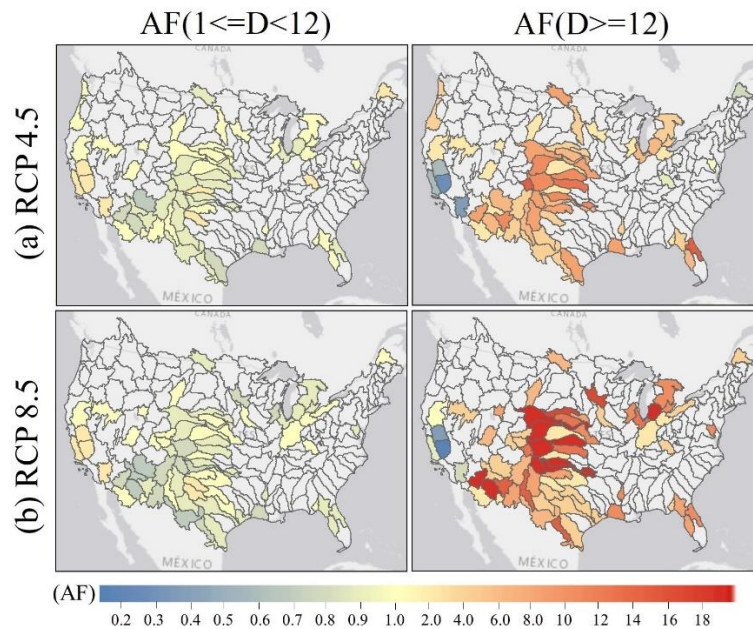 AF(1<=D<12)
AF(D>=12)
(a) RCP 4.5
CANADA
MÉXICO
CANADA
MÉXICO
(b) RCP 8.5
MÉXICO
MÉXICO
(AF)
0.2 0.3 0.4 0.5 0.6 0.7 0.8 0.9 1.0 2.0 4.0 6.0 8.0 10 12 14 16 18